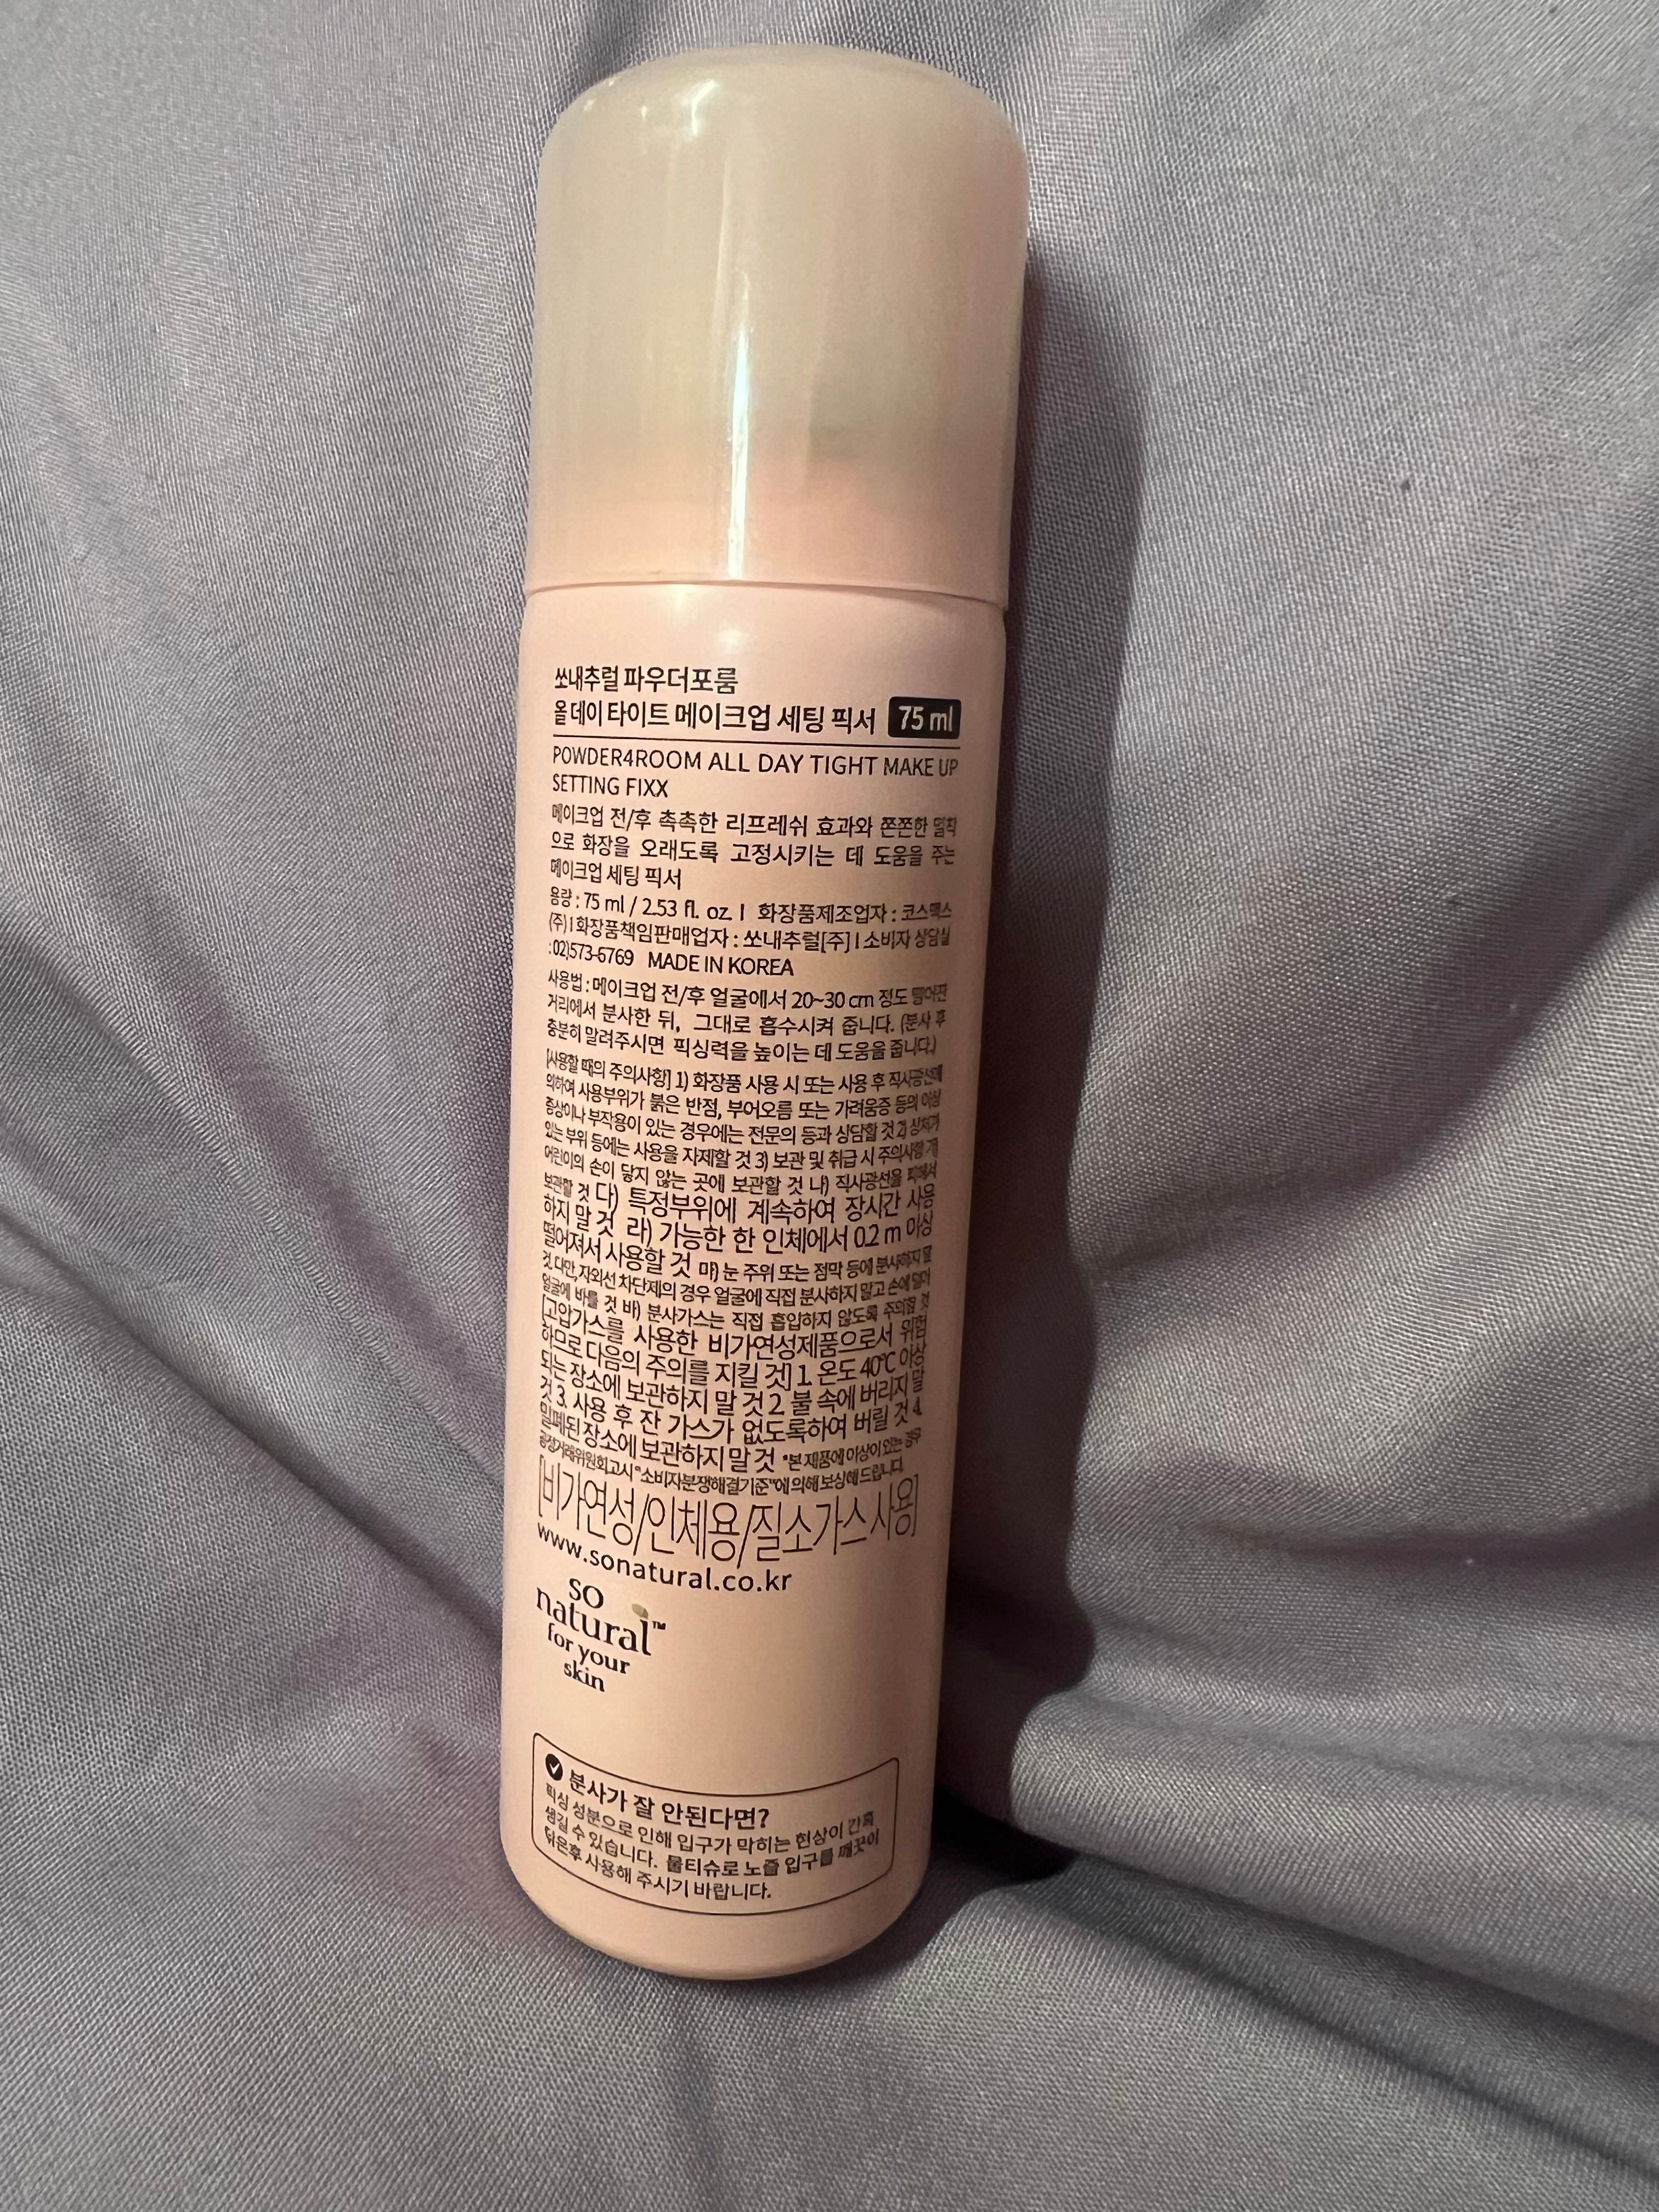 쏘내추럴 파우더포룸
올 데이 타이트 메이크업 세팅 픽서 75 ml
POWDER4ROOM ALL DAY TIGHT MAKE UP
SETTING FIXX
메이크업 전/후 촉촉한 리프레쉬 효과와 쫀쫀한 밀착
으로 화장을 오래도록 고정시키는 데 도움을 주는
메이크업 세팅 픽서
용량 : 75 ml / 2.53 fl. oz. I 화장품제조업자 : 코스맥스
(주) I 화장품책임판매업자 : 쏘내추럴[주] I 소비자 상담실
: 02)573-6769 MADE IN KOREA
사용법 : 메이크업 전/후 얼굴에서 20~30 cm 정도 떨어진
거리에서 분사한 뒤, 그대로 흡수시켜 줍니다. (분사 후
충분히 말려주시면 픽싱력을 높이는 데 도움을 줍니다.)
[사용할 때의 주의사항] 1) 화장품 사용 시 또는 사용 후 직사광선에
의하여 사용부위가 붉은 반점, 부어오름 또는 가려움증 등의 이상
증상이나 부작용이 있는 경우에는 전문의 등과 상담할 것 2) 상처가
있는 부위 등에는 사용을 자제할 것 3) 보관 및 취급 시 주의사항 가)
어린이의 손이 닿지 않는 곳에 보관할 것 나) 직사광선을 피해서
보관할 것 다) 특정부위에 계속하여 장시간 사용
하지 말 것 라) 가능한 한 인체에서 0.2 m 이상
떨어져서 사용할 것 마) 눈 주위 또는 점막 등에 분사하지 말
것. 다만, 자외선 차단제의 경우 얼굴에 직접 분사하지 말고 손에 덜어
얼굴에 바를 것 바) 분사가스는 직접 흡입하지 않도록 주의할 것
[고압가스를 사용한 비가연성제품으로서 위험
하므로 다음의 주의를 지킬 것] 1. 온도 40℃ 이상
되는 장소에 보관하지 말 것 2. 불 속에 버리지 말
것 3. 사용 후 잔 가스가 없도록하여 버릴 것 4.
밀폐된 장소에 보관하지 말 것 *본 제품에 이상이 있는 경우
공정거래위원회고시 "소비자분쟁해결기준"에 의해 보상해 드립니다.
[비가연성/인체용/질소가스사용]
www.sonatural.co.kr
so
natural™
for your
skin
분사가 잘 안된다면?
픽싱 성분으로 인해 입구가 막히는 현상이 간혹
생길 수 있습니다. 물티슈로 노즐 입구를 깨끗이
닦은후 사용해 주시기 바랍니다.